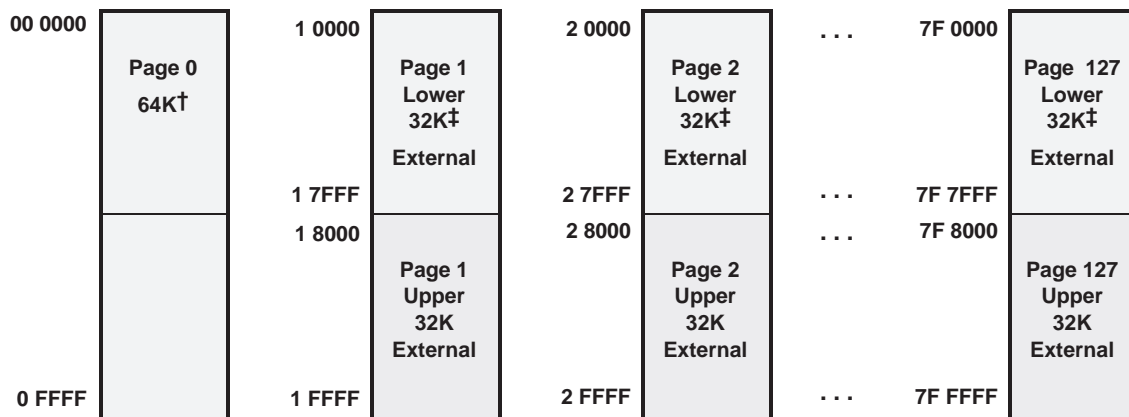 00 0000
1 0000
2 0000
. . .
7F 0000
Page 0
64K†
Page 1
Lower
32K‡
External
Page 2
Lower
32K‡
External
Page 127
Lower
32K‡
External
1 7FFF
2 7FFF
. . .
7F 7FFF
1 8000
2 8000
. . .
7F 8000
Page 1
Upper
32K
External
Page 2
Upper
32K
External
Page 127
Upper
32K
External
0 FFFF
1 FFFF
2 FFFF
. . .
7F FFFF